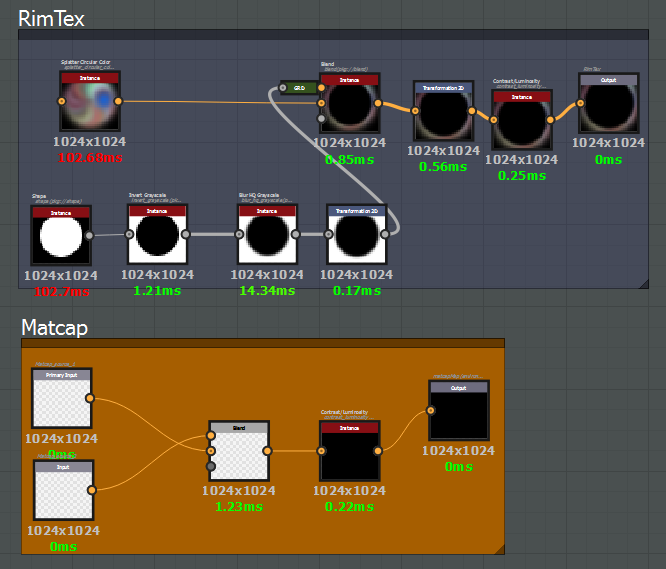 RimTex
Splatter Circular Color
Instance
1024x1024
102.68ms
GRD
Blend
Instance
1024x1024
0.85ms
Transformation 2D
1024x1024
0.56ms
Contrast/Luminosity
Instance
1024x1024
0.25ms
RimTex
Output
1024x1024
0ms
Shape
Instance
1024x1024
102.7ms
Invert Grayscale
Instance
1024x1024
1.21ms
Blur HQ Grayscale
Instance
1024x1024
14.34ms
Transformation 2D
1024x1024
0.17ms
Matcap
Primary Input
1024x1024
0ms
Input
1024x1024
0ms
Blend
1024x1024
1.23ms
Contrast/Luminosity
Instance
1024x1024
0.22ms
Output
1024x1024
0ms